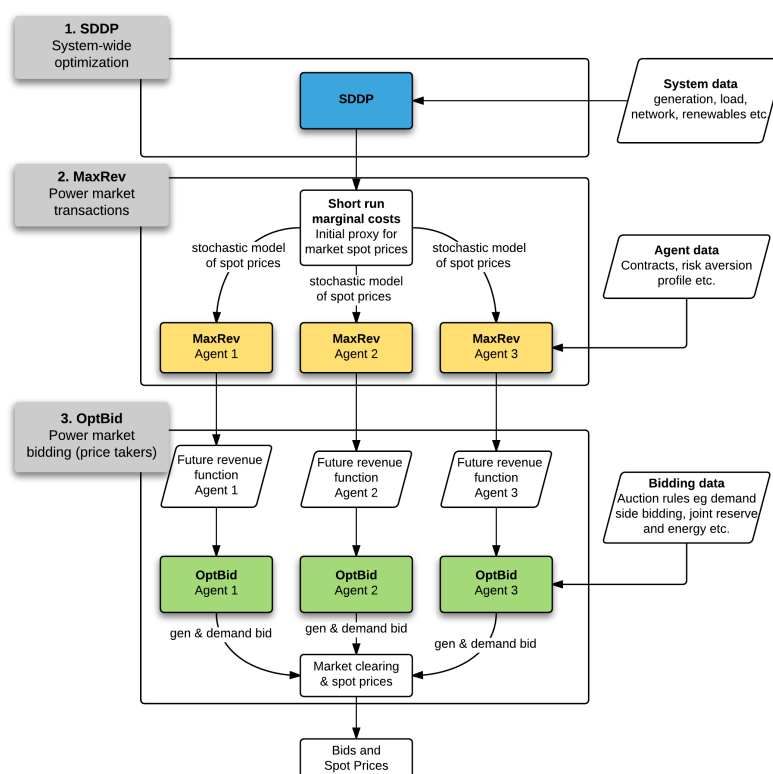 1. SDDP
System-wide
optimization
SDDP
System data
generation, load,
network, renewables etc.
2. MaxRev
Power market
transactions
Short run
marginal costs
Initial proxy for
market spot prices
stochastic model
of spot prices
stochastic model
of spot prices
stochastic model
of spot prices
Agent data
Contracts, risk aversion
profile etc.
MaxRev
Agent 1
MaxRev
Agent 2
MaxRev
Agent 3
3. OptBid
Power market
bidding (price takers)
Future revenue
function
Agent 1
Future revenue
function
Agent 2
Future revenue
function
Agent 3
Bidding data
Auction rules eg demand
side bidding, joint reserve
and energy etc.
OptBid
Agent 1
OptBid
Agent 2
OptBid
Agent 3
gen & demand bid
gen & demand bid
gen & demand bid
Market clearing
& spot prices
Bids and
Spot Prices